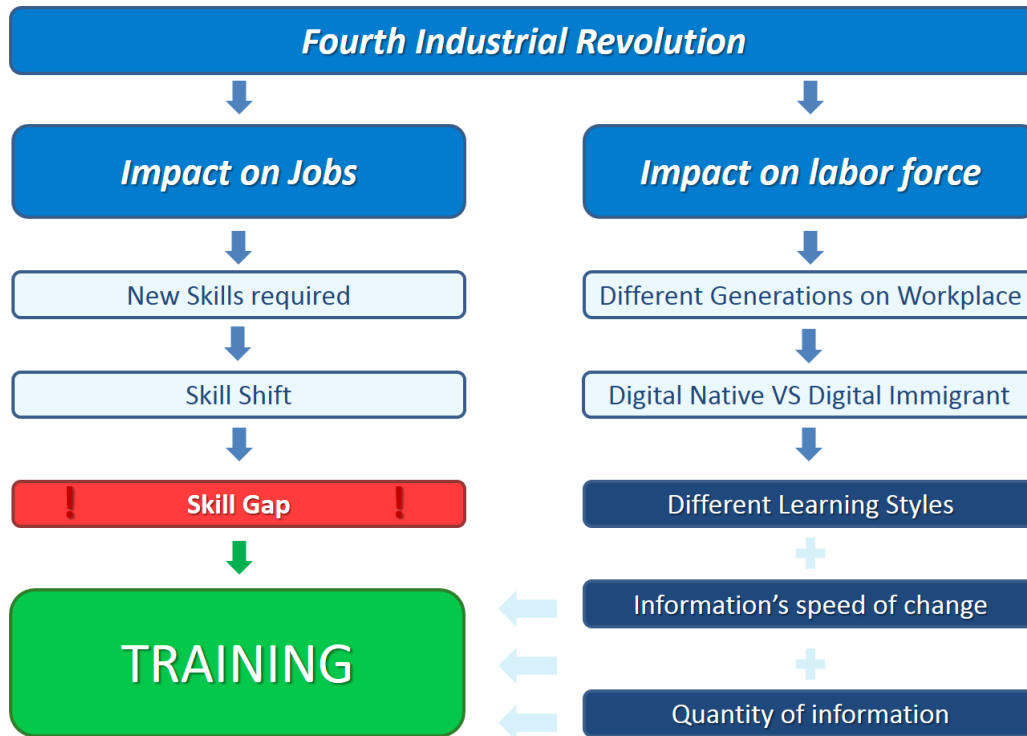 Fourth Industrial Revolution
Impact on Jobs
Impact on labor force
New Skills required
Different Generations on Workplace
Skill Shift
Digital Native VS Digital Immigrant
! Skill Gap !
Different Learning Styles
Information's speed of change
TRAINING
Quantity of information